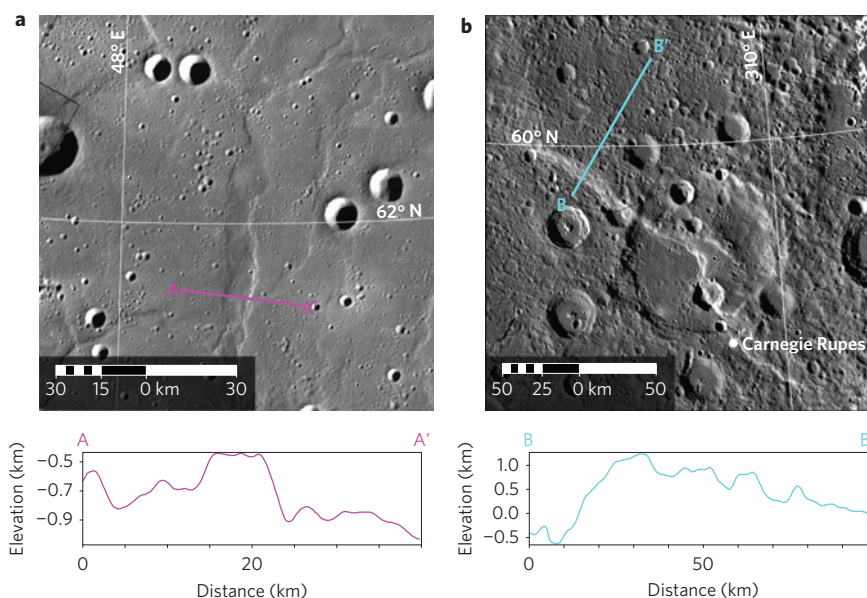 a
48° E
62° N
A
A'
30 15 0 km 30
A A'
Elevation (km)
−0.5
−0.7
−0.9
0 20
Distance (km)
b
B'
310° E
60° N
B
Carnegie Rupes
50 25 0 km 50
B B
Elevation (km)
1.0
0.5
0.0
−0.5
0 50
Distance (km)